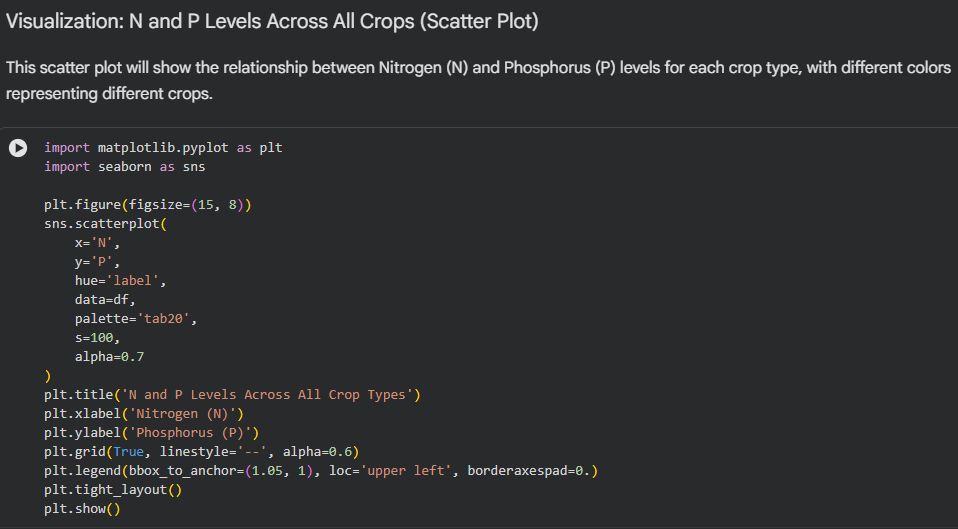 Visualization: N and P Levels Across All Crops (Scatter Plot)
This scatter plot will show the relationship between Nitrogen (N) and Phosphorus (P) levels for each crop type, with different colors
representing different crops.
import matplotlib.pyplot as plt
import seaborn as sns
plt.figure(figsize=(15, 8))
sns.scatterplot(
    x='N',
    y='P',
    hue='label',
    data=df,
    palette='tab20',
    s=100,
    alpha=0.7
)
plt.title('N and P Levels Across All Crop Types')
plt.xlabel('Nitrogen (N)')
plt.ylabel('Phosphorus (P)')
plt.grid(True, linestyle='--', alpha=0.6)
plt.legend(bbox_to_anchor=(1.05, 1), loc='upper left', borderaxespad=0.)
plt.tight_layout()
plt.show()